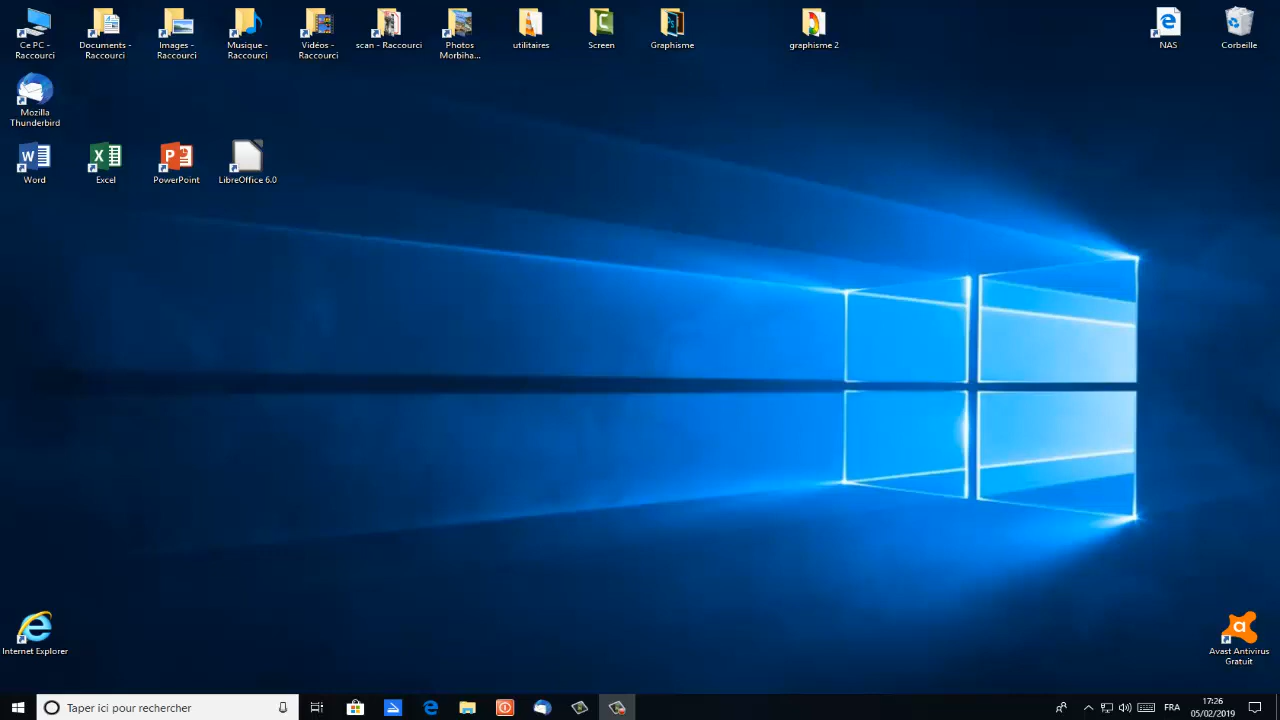 Ce PC -
Raccourci
Documents -
Raccourci
Images -
Raccourci
Musique -
Raccourci
Vidéos -
Raccourci
scan - Raccourci
Photos
Morbiha...
utilitaires
Screen
Graphisme
graphisme 2
NAS
Corbeille
Mozilla
Thunderbird
Word
Excel
PowerPoint
LibreOffice 6.0
Internet Explorer
Avast Antivirus
Gratuit
Taper ici pour rechercher
FRA
17:26
05/02/2019